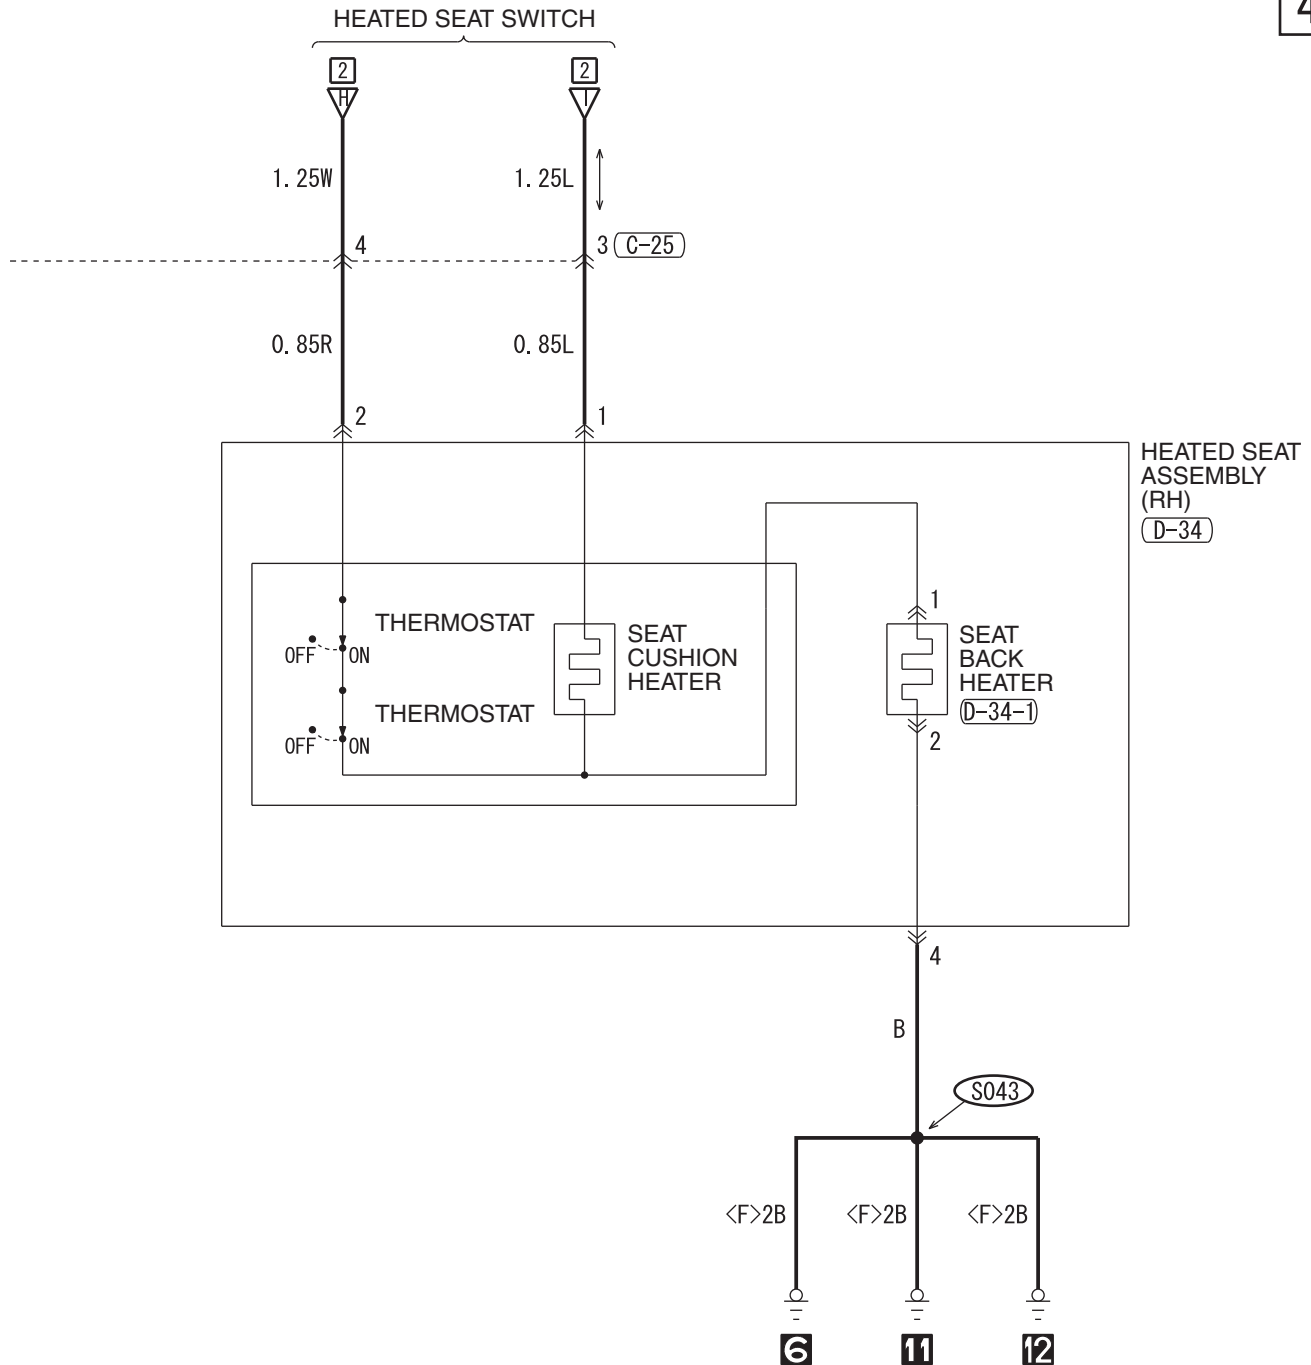 HEATED SEAT SWITCH
4
2
2
H
I
1.25W
1.25L
4
3
C-25
0.85R
0.85L
2
1
HEATED SEAT
ASSEMBLY
(RH)
D-34
THERMOSTAT
OFF
ON
THERMOSTAT
OFF
ON
SEAT
CUSHION
HEATER
1
SEAT
BACK
HEATER
D-34-1
2
4
B
S043
<F>2B
<F>2B
<F>2B
6
11
12